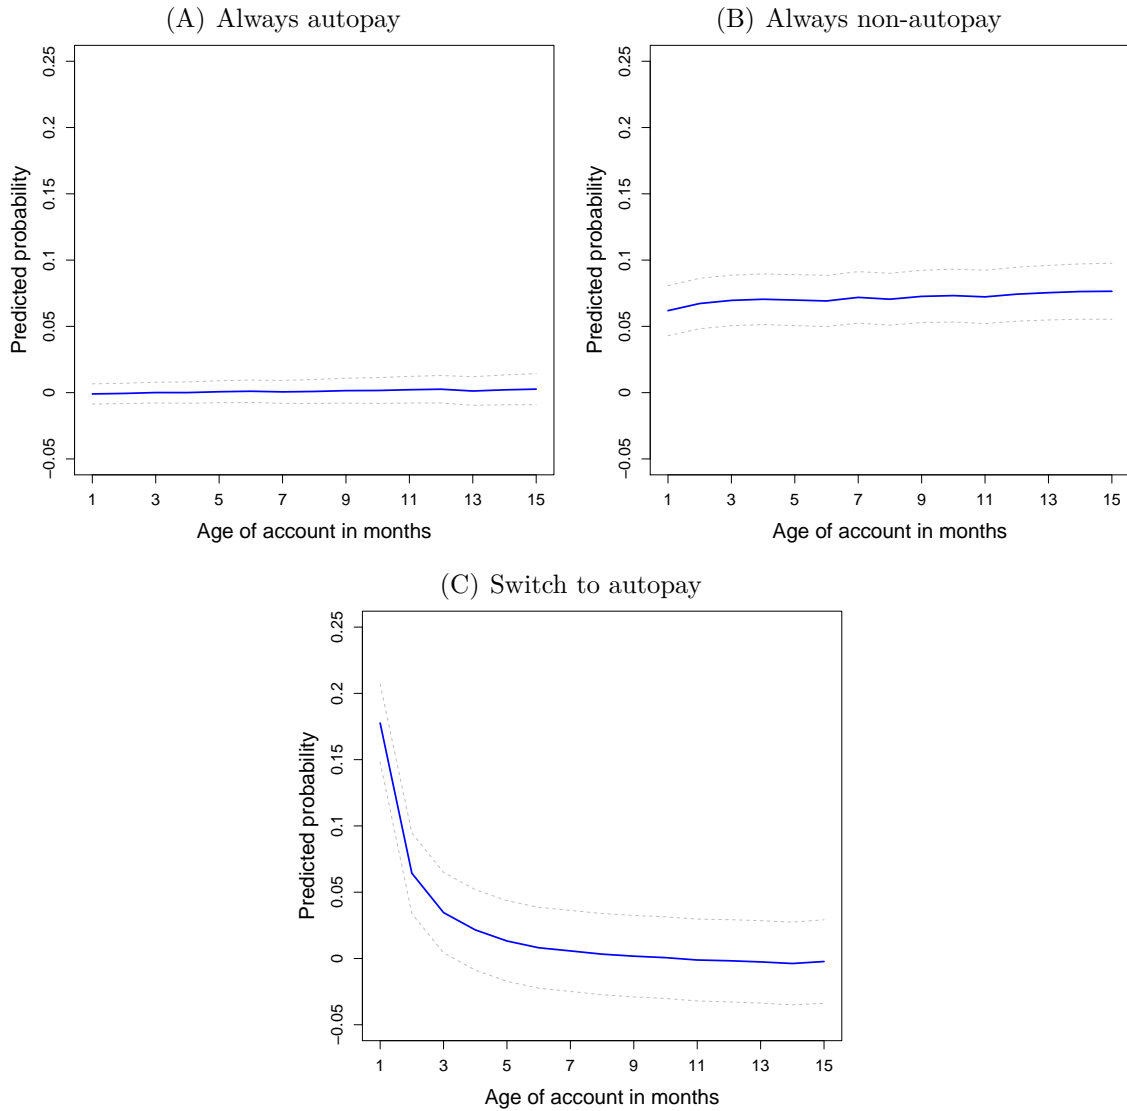 (A) Always autopay
0.25
0.2
0.15
0.1
0.05
0
−0.05
Predicted probability
1 3 5 7 9 11 13 15
Age of account in months
(B) Always non-autopay
0.25
0.2
0.15
0.1
0.05
0
−0.05
Predicted probability
1 3 5 7 9 11 13 15
Age of account in months
(C) Switch to autopay
0.25
0.2
0.15
0.1
0.05
0
−0.05
Predicted probability
1 3 5 7 9 11 13 15
Age of account in months